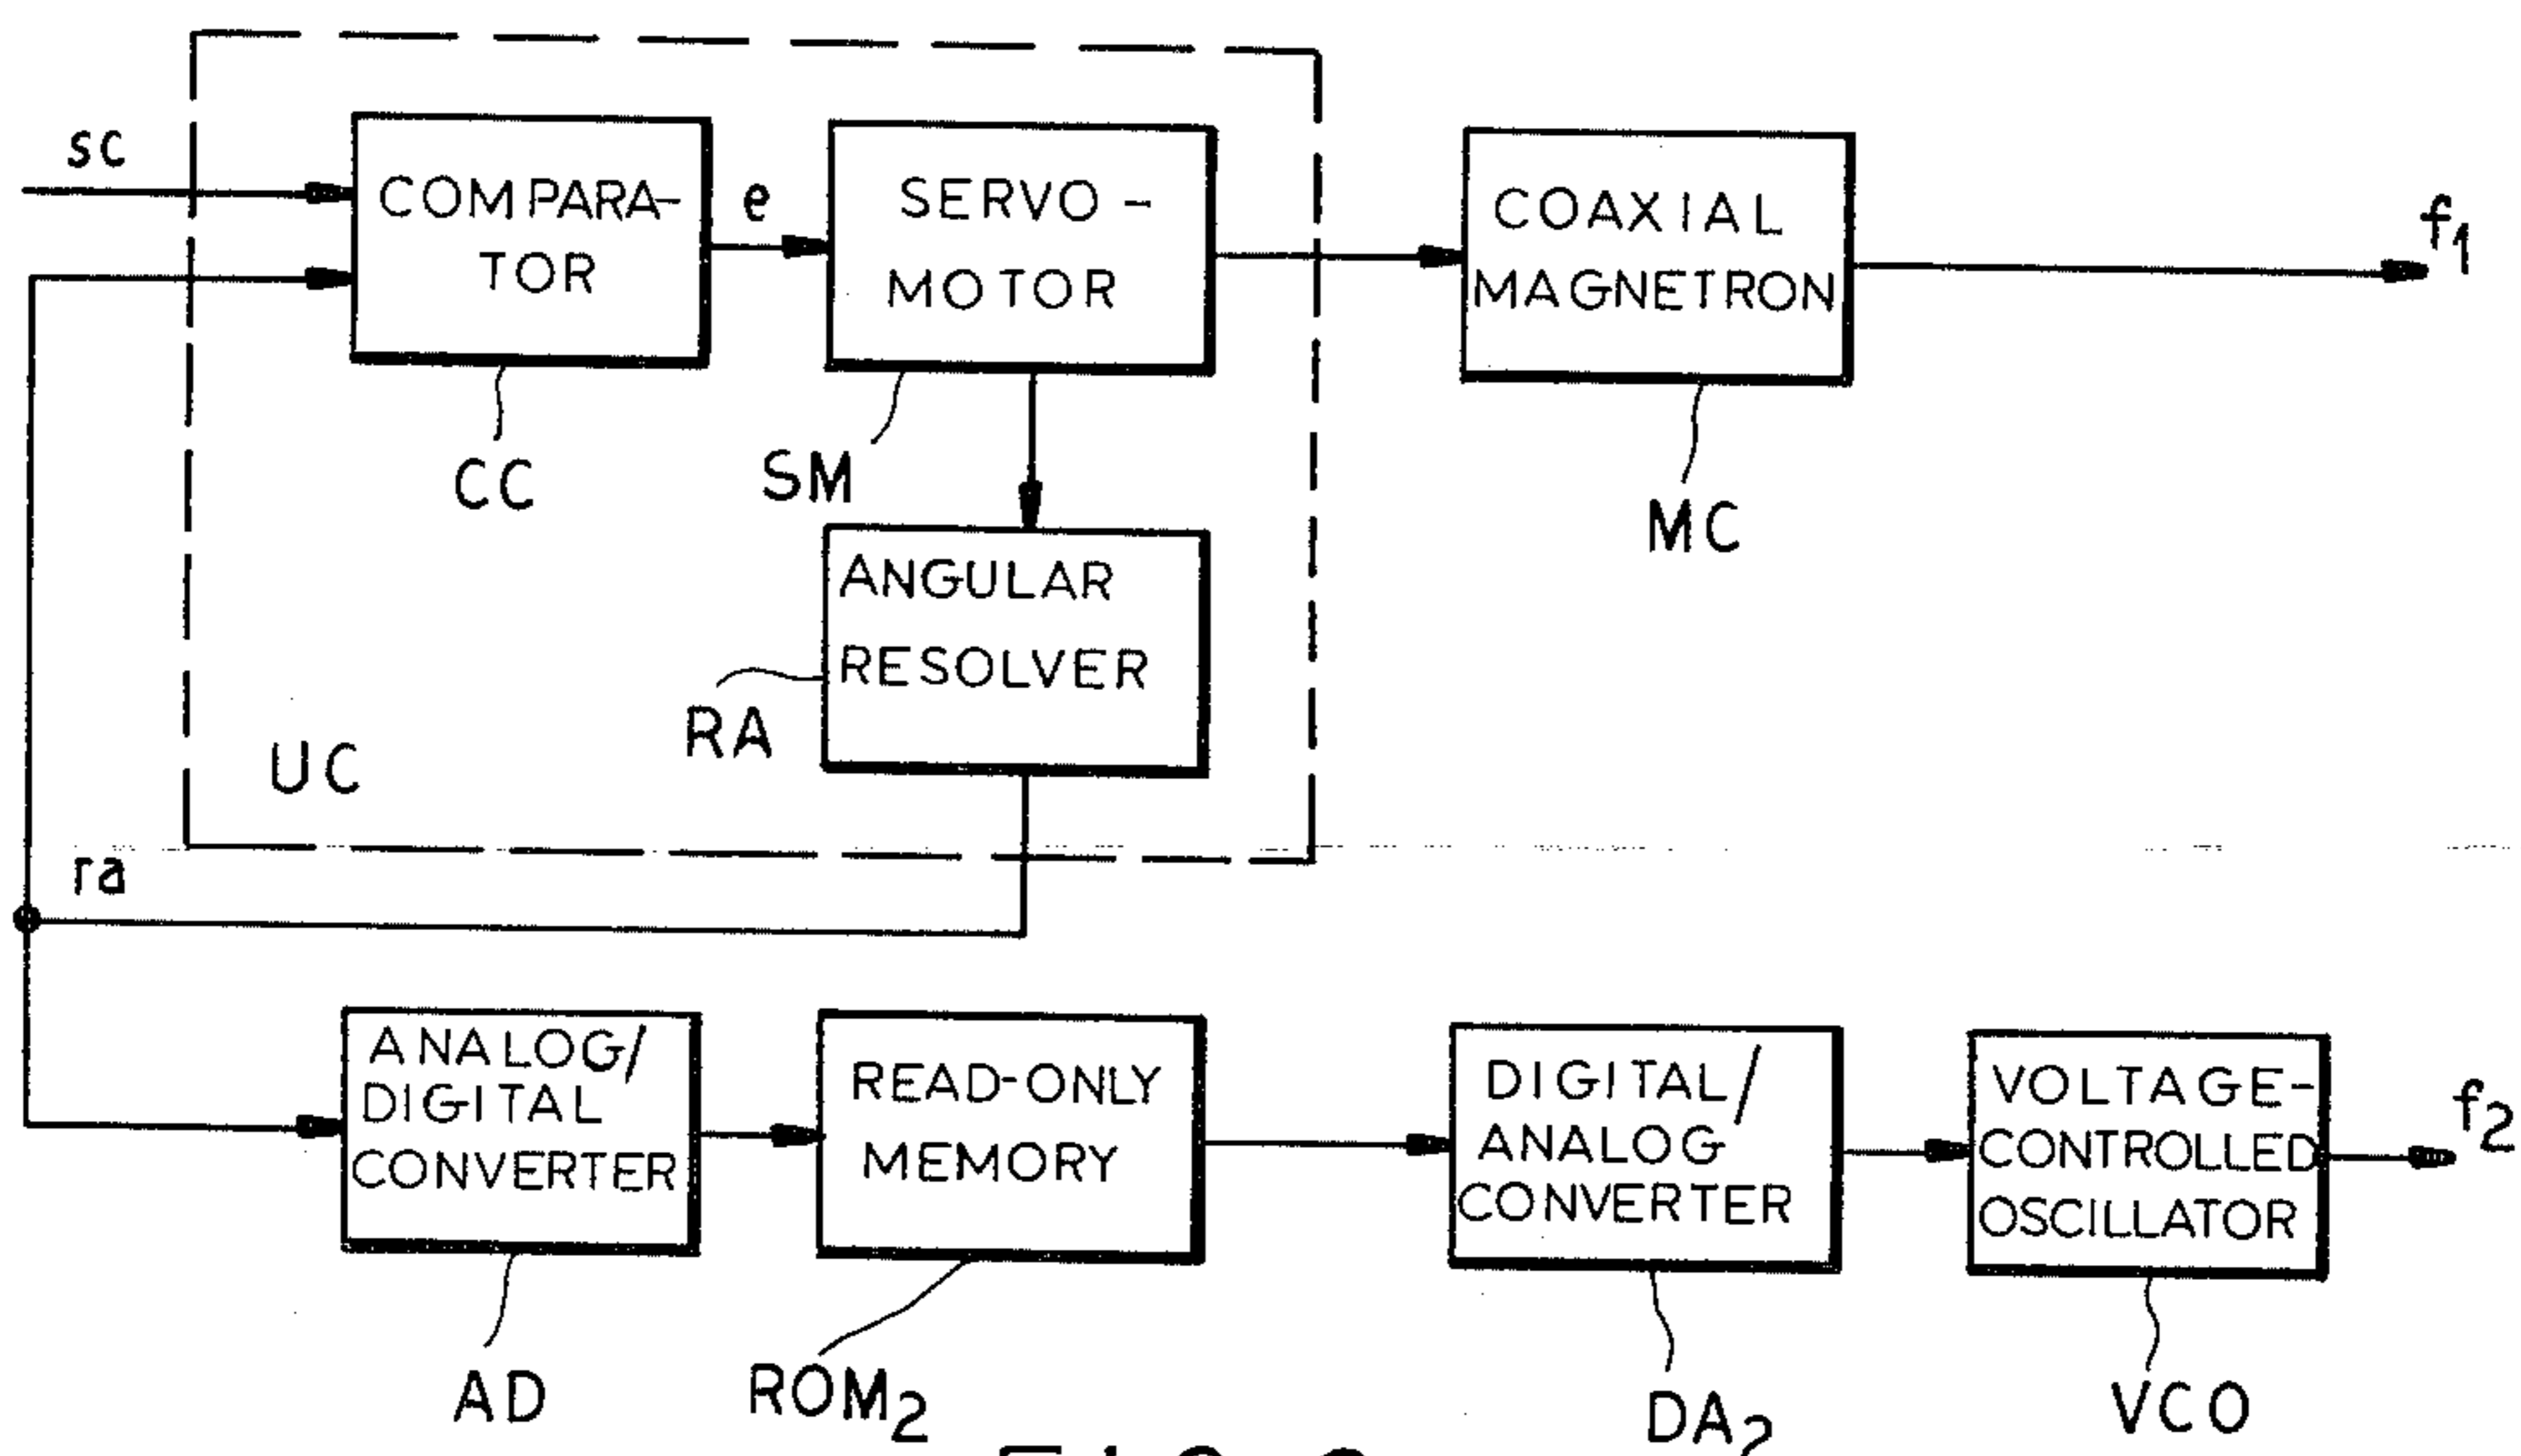 sc
COMPARA-
TOR
e
SERVO-
MOTOR
COAXIAL
MAGNETRON
f1
CC
SM
MC
ANGULAR
RESOLVER
RA
UC
ra
ANALOG/
DIGITAL
CONVERTER
READ-ONLY
MEMORY
DIGITAL/
ANALOG
CONVERTER
VOLTAGE-
CONTROLLED
OSCILLATOR
f2
AD
ROM2
DA2
VCO